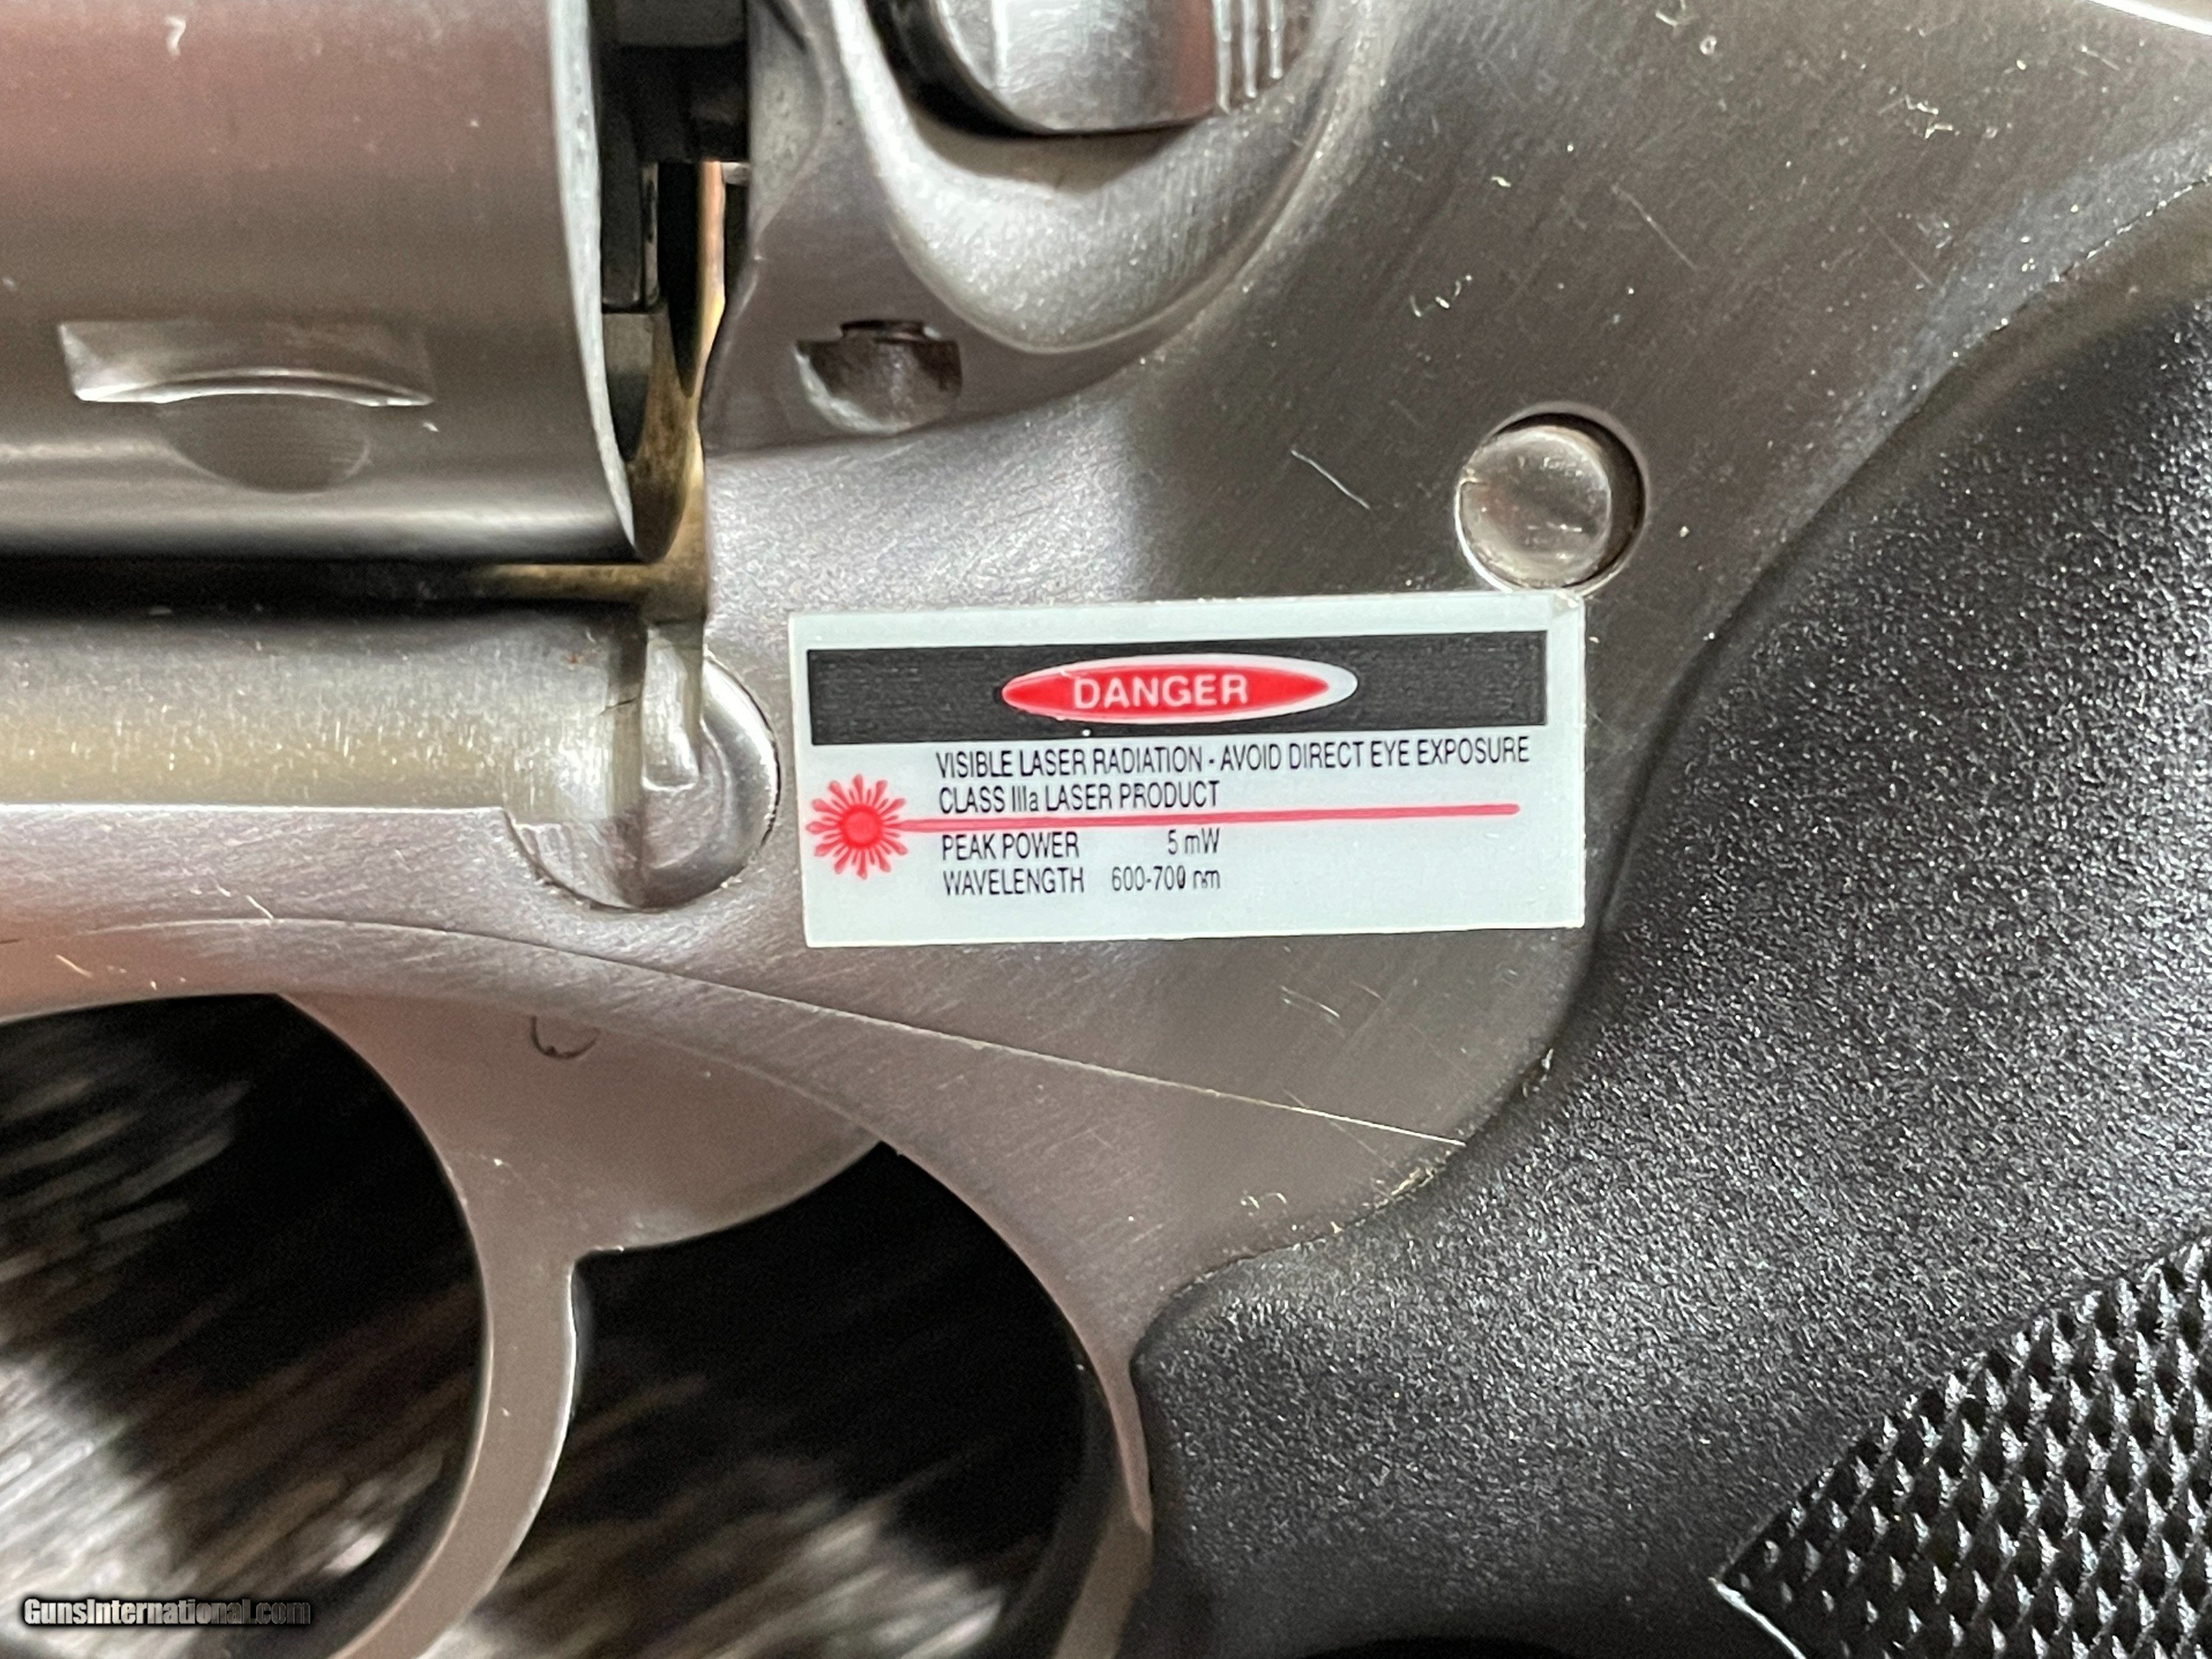 DANGER
VISIBLE LASER RADIATION - AVOID DIRECT EYE EXPOSURE
CLASS IIIa LASER PRODUCT
PEAK POWER 5 mW
WAVELENGTH 600-700 nm
GunsInternational.com